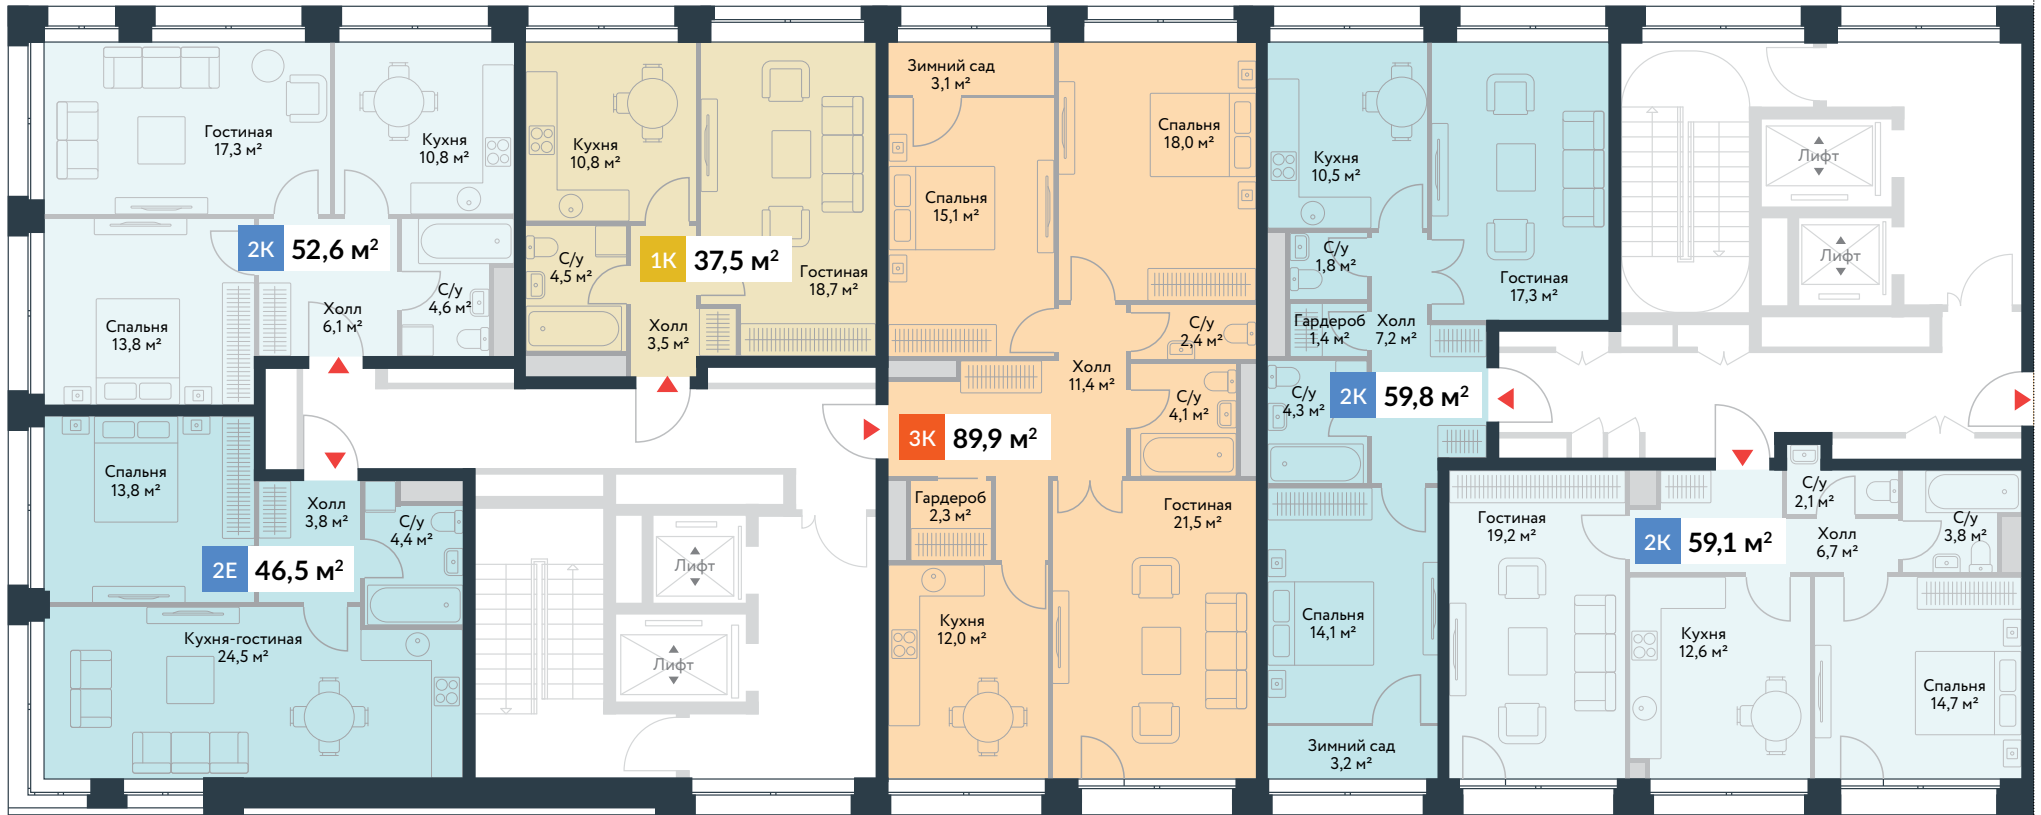 Гостиная
17,3 м²
Кухня
10,8 м²
2К 52,6 м²
Спальня
13,8 м²
Холл
6,1 м²
С/у
4,6 м²
Кухня
10,8 м²
С/у
4,5 м²
1К 37,5 м²
Гостиная
18,7 м²
Холл
3,5 м²
Зимний сад
3,1 м²
Спальня
15,1 м²
Спальня
18,0 м²
С/у
2,4 м²
Холл
11,4 м²
С/у
4,1 м²
3К 89,9 м²
Гардероб
2,3 м²
Гостиная
21,5 м²
Кухня
12,0 м²
Кухня
10,5 м²
С/у
1,8 м²
Гостиная
17,3 м²
Гардероб
1,4 м²
Холл
7,2 м²
С/у
4,3 м²
2К 59,8 м²
Спальня
14,1 м²
Зимний сад
3,2 м²
Лифт
Лифт
Спальня
13,8 м²
Холл
3,8 м²
С/у
4,4 м²
2Е 46,5 м²
Кухня-гостиная
24,5 м²
Лифт
Лифт
Гостиная
19,2 м²
2К 59,1 м²
С/у
2,1 м²
Холл
6,7 м²
С/у
3,8 м²
Кухня
12,6 м²
Спальня
14,7 м²